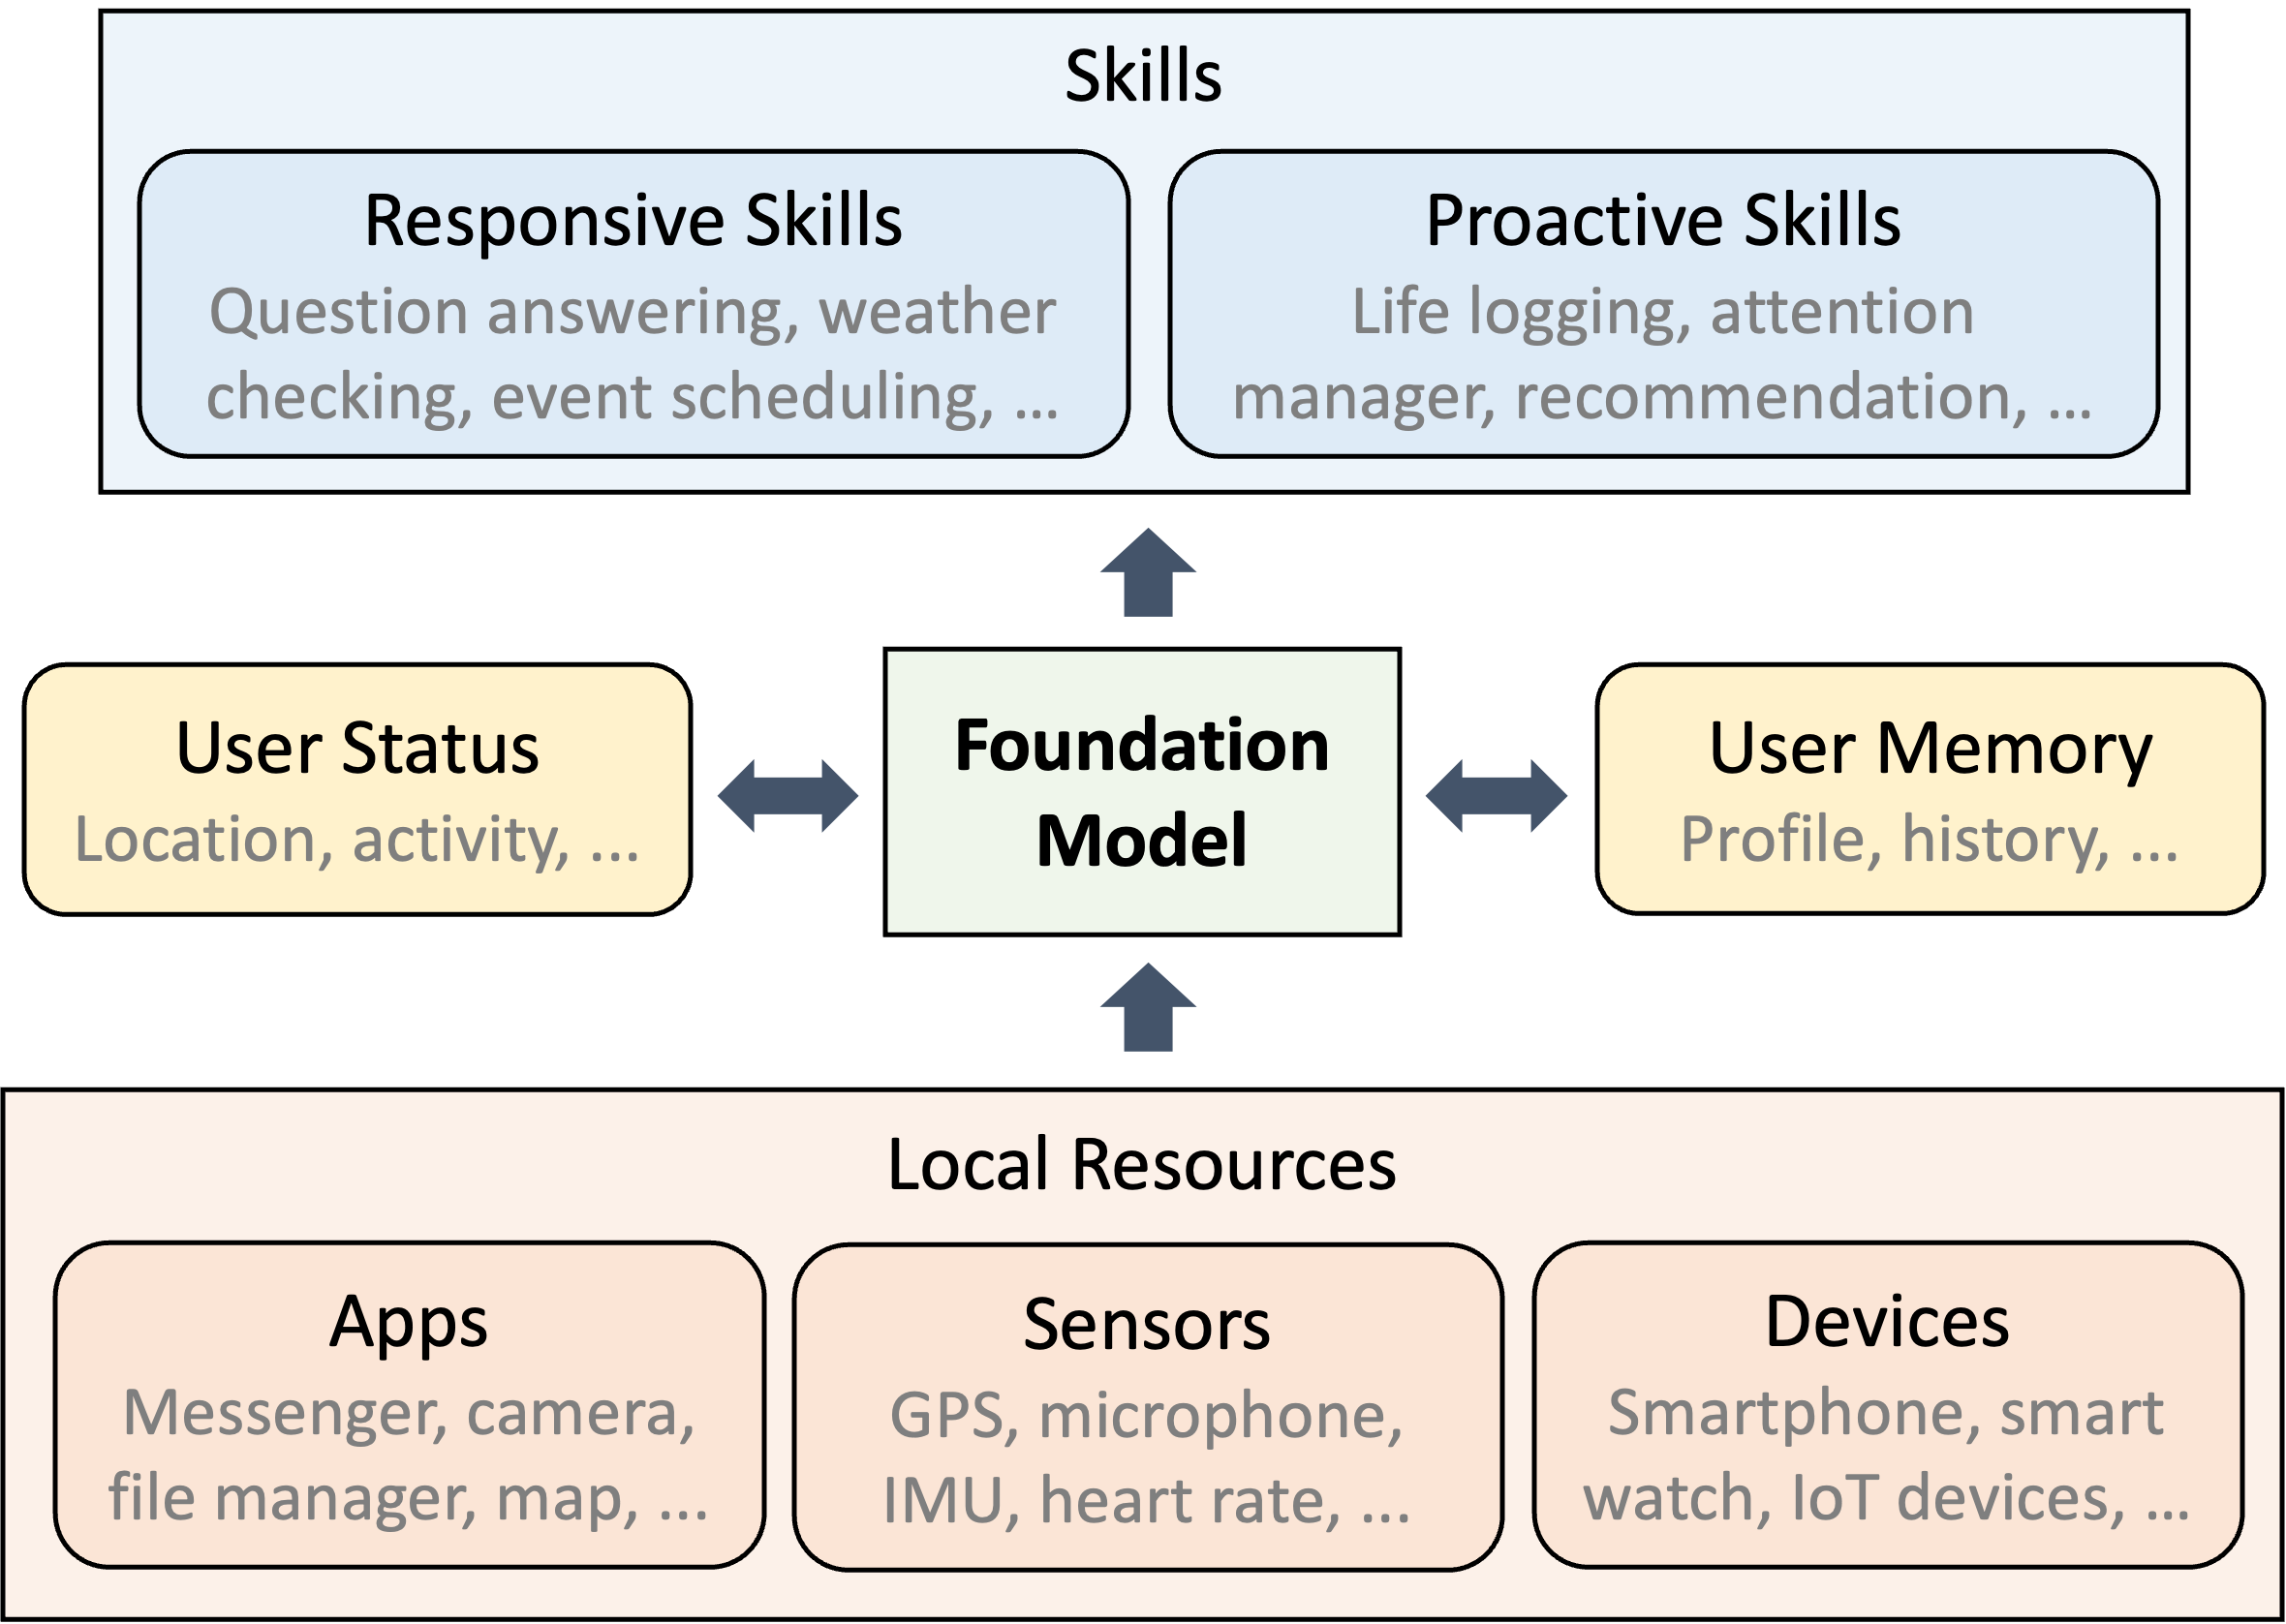 Skills
Responsive Skills
Question answering, weather
checking, event scheduling, ...
Proactive Skills
Life logging, attention
manager, recommendation, ...
User Status
Location, activity, ...
Foundation
Model
User Memory
Profile, history, ...
Local Resources
Apps
Messenger, camera,
file manager, map, ...
Sensors
GPS, microphone,
IMU, heart rate, ...
Devices
Smartphone, smart
watch, IoT devices, ...